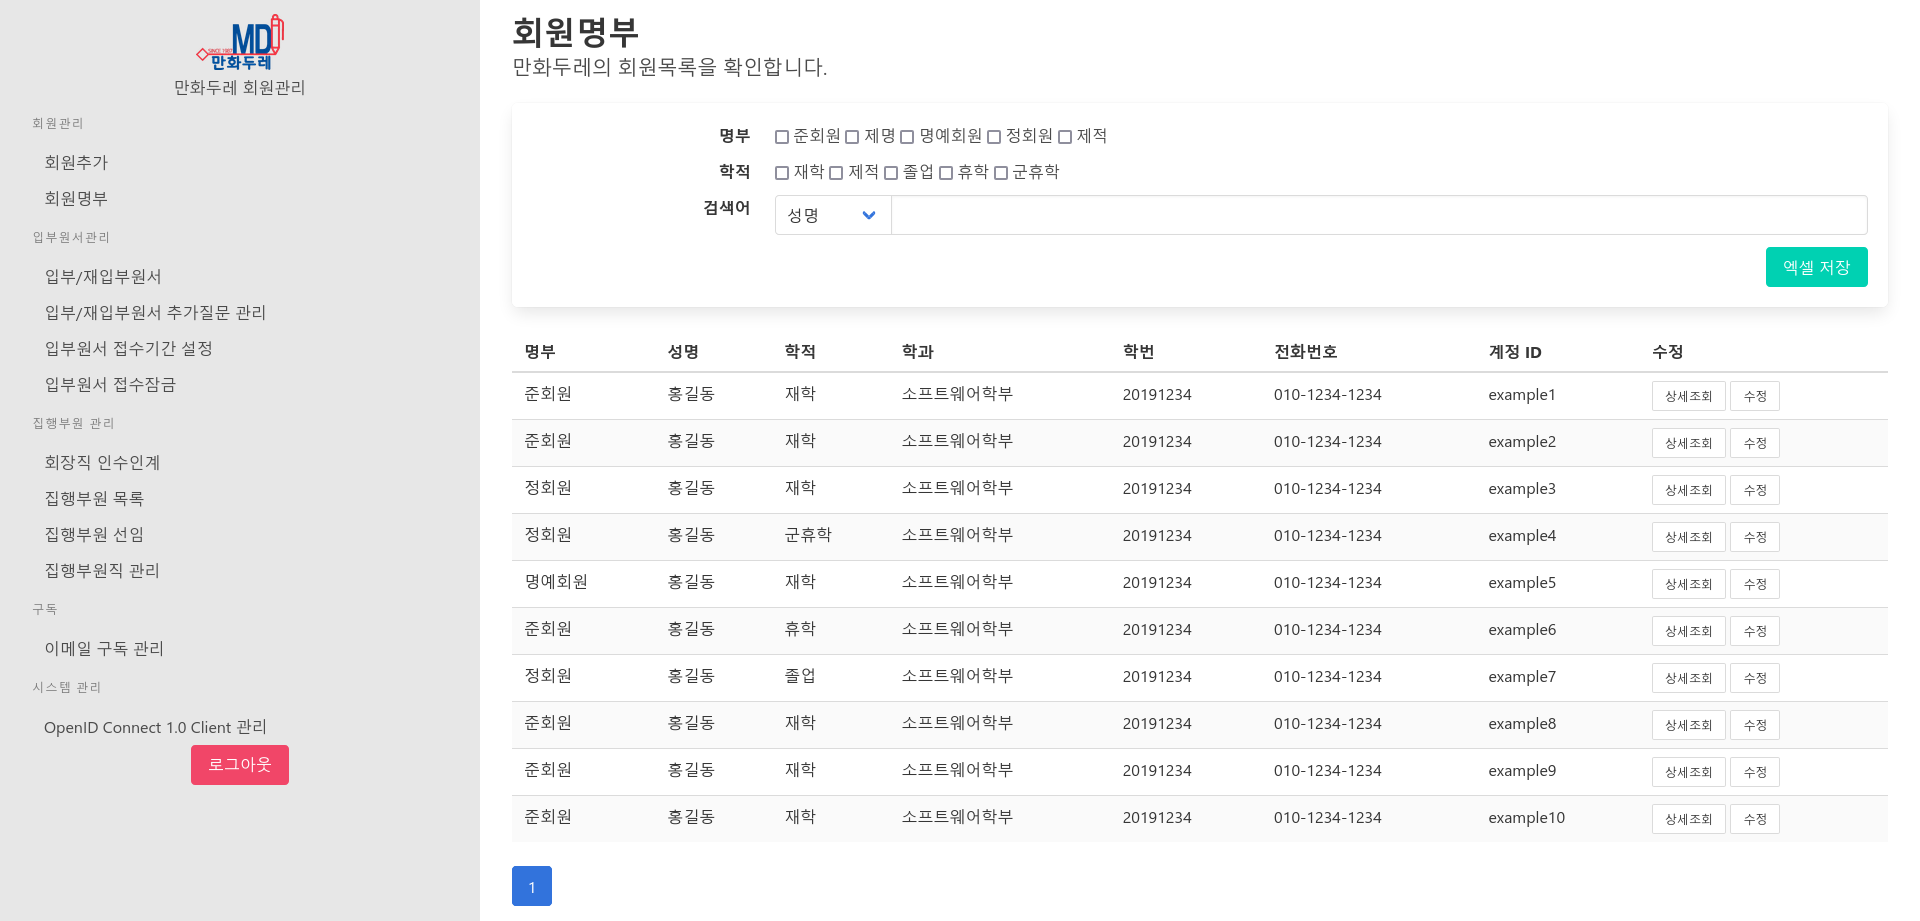 SINCE 1987 MD
만화두레
만화두레 회원관리
회원관리
회원추가
회원명부
입부원서관리
입부/재입부원서
입부/재입부원서 추가질문 관리
입부원서 접수기간 설정
입부원서 접수잠금
집행부원 관리
회장직 인수인계
집행부원 목록
집행부원 선임
집행부원직 관리
구독
이메일 구독 관리
시스템 관리
OpenID Connect 1.0 Client 관리
로그아웃
회원명부
만화두레의 회원목록을 확인합니다.
명부 준회원 제명 명예회원 정회원 제적
학적 재학 제적 졸업 휴학 군휴학
검색어 성명
엑셀 저장
명부 성명 학적 학과 학번 전화번호 계정 ID 수정
준회원 홍길동 재학 소프트웨어학부 20191234 010-1234-1234 example1 상세조회 수정
준회원 홍길동 재학 소프트웨어학부 20191234 010-1234-1234 example2 상세조회 수정
정회원 홍길동 재학 소프트웨어학부 20191234 010-1234-1234 example3 상세조회 수정
정회원 홍길동 군휴학 소프트웨어학부 20191234 010-1234-1234 example4 상세조회 수정
명예회원 홍길동 재학 소프트웨어학부 20191234 010-1234-1234 example5 상세조회 수정
준회원 홍길동 휴학 소프트웨어학부 20191234 010-1234-1234 example6 상세조회 수정
정회원 홍길동 졸업 소프트웨어학부 20191234 010-1234-1234 example7 상세조회 수정
준회원 홍길동 재학 소프트웨어학부 20191234 010-1234-1234 example8 상세조회 수정
준회원 홍길동 재학 소프트웨어학부 20191234 010-1234-1234 example9 상세조회 수정
준회원 홍길동 재학 소프트웨어학부 20191234 010-1234-1234 example10 상세조회 수정
1